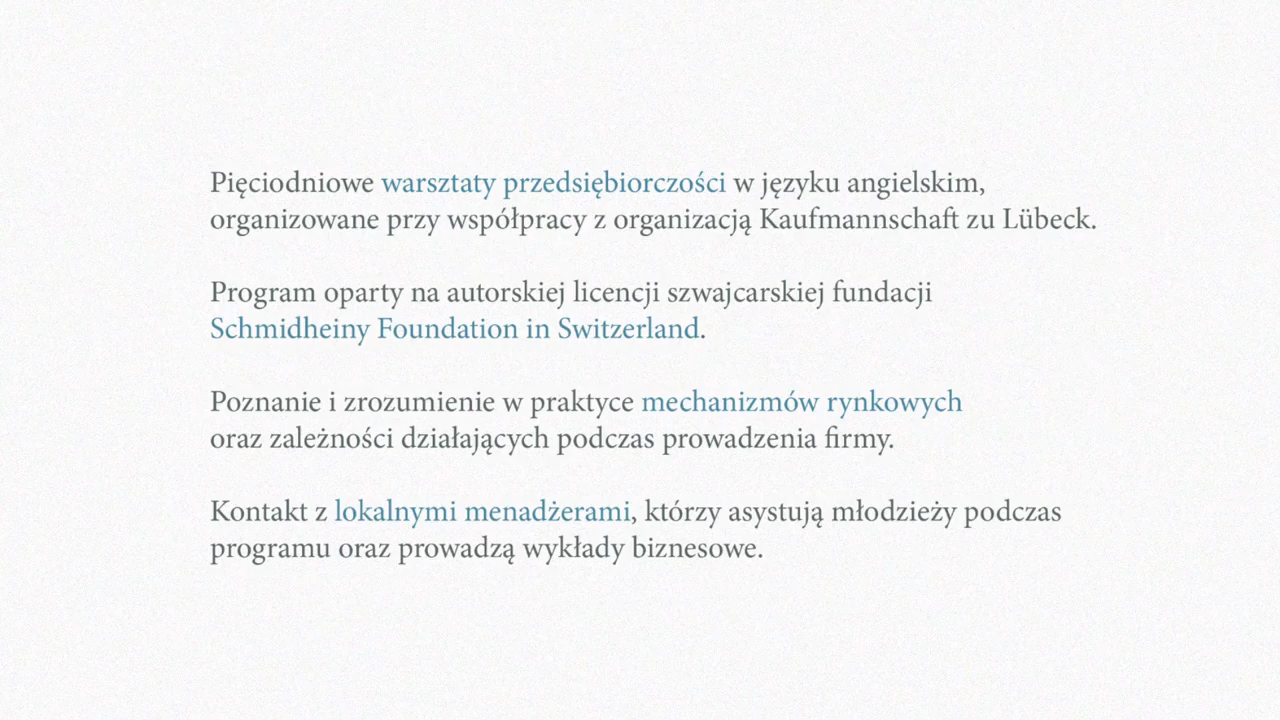 Pięciodniowe warsztaty przedsiębiorczości w języku angielskim,
organizowane przy współpracy z organizacją Kaufmannschaft zu Lübeck.
Program oparty na autorskiej licencji szwajcarskiej fundacji
Schmidheiny Foundation in Switzerland.
Poznanie i zrozumienie w praktyce mechanizmów rynkowych
oraz zależności działających podczas prowadzenia firmy.
Kontakt z lokalnymi menadżerami, którzy asystują młodzieży podczas
programu oraz prowadzą wykłady biznesowe.